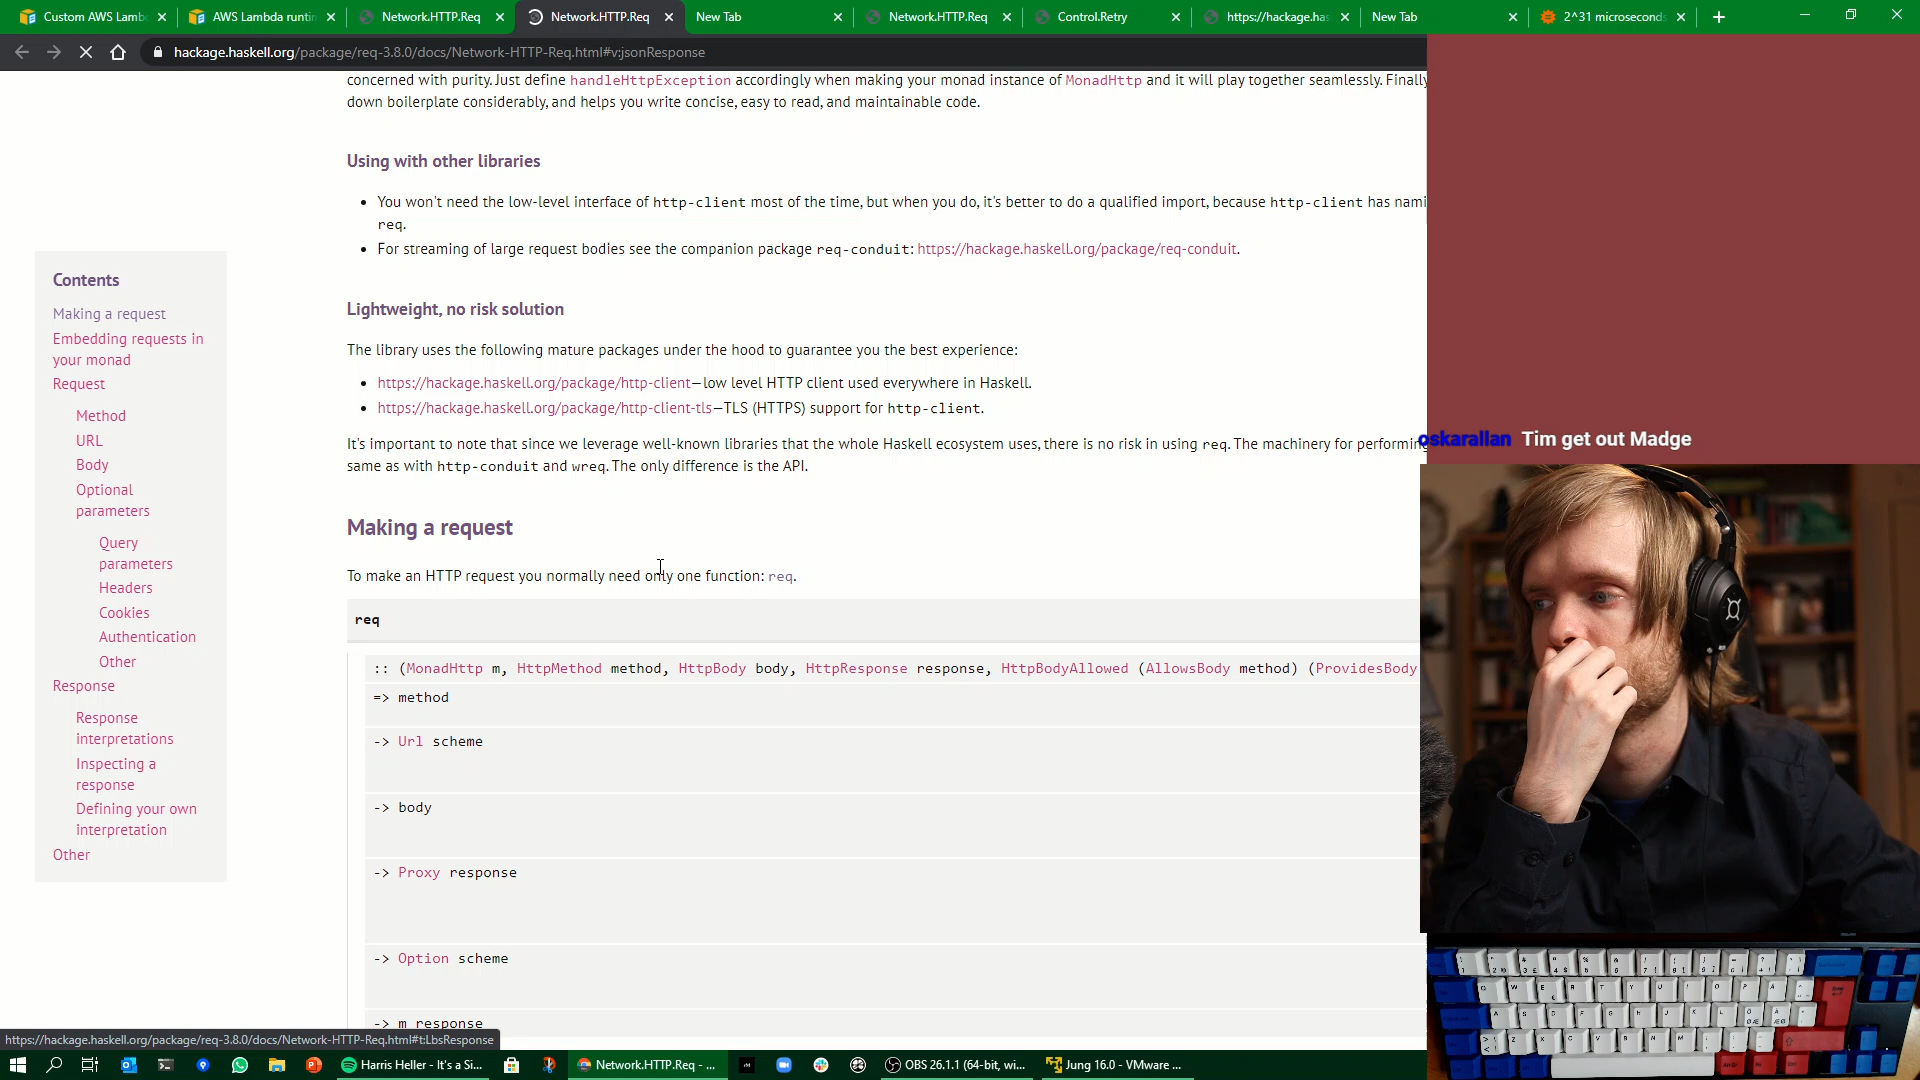 Custom AWS Lamb
AWS Lambda runtin
Network.HTTP.Req
Network.HTTP.Req
New Tab
Network.HTTP.Req
Control.Retry
https://hackage.has
New Tab
2^31 microseconds
hackage.haskell.org/package/req-3.8.0/docs/Network-HTTP-Req.html#v:jsonResponse
concerned with purity. Just define handleHttpException accordingly when making your monad instance of MonadHttp and it will play together seamlessly. Finally
down boilerplate considerably, and helps you write concise, easy to read, and maintainable code.
Using with other libraries
• You won't need the low-level interface of http-client most of the time, but when you do, it's better to do a qualified import, because http-client has nami
req.
• For streaming of large request bodies see the companion package req-conduit: https://hackage.haskell.org/package/req-conduit.
Lightweight, no risk solution
The library uses the following mature packages under the hood to guarantee you the best experience:
• https://hackage.haskell.org/package/http-client—low level HTTP client used everywhere in Haskell.
• https://hackage.haskell.org/package/http-client-tls—TLS (HTTPS) support for http-client.
It's important to note that since we leverage well-known libraries that the whole Haskell ecosystem uses, there is no risk in using req. The machinery for performing
same as with http-conduit and wreq. The only difference is the API.
Making a request
To make an HTTP request you normally need only one function: req.
req
:: (MonadHttp m, HttpMethod method, HttpBody body, HttpResponse response, HttpBodyAllowed (AllowsBody method) (ProvidesBody
=> method
-> Url scheme
-> body
-> Proxy response
-> Option scheme
-> m response
Contents
Making a request
Embedding requests in
your monad
Request
Method
URL
Body
Optional
parameters
Query
parameters
Headers
Cookies
Authentication
Other
Response
Response
interpretations
Inspecting a
response
Defining your own
interpretation
Other
oskarallan Tim get out Madge
https://hackage.haskell.org/package/req-3.8.0/docs/Network-HTTP-Req.html#t:LbsResponse
Harris Heller - It's a Si...
Network.HTTP.Req - ...
OBS 26.1.1 (64-bit, wi...
Jung 16.0 - VMware ...